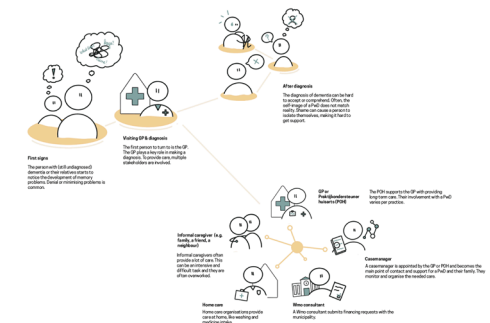 After diagnosis
The diagnosis of dementia can be hard
to accept or comprehend. Often, the
self-image of a PwD does not match
reality. Shame can cause a person to
isolate themselves, making it hard to
get support.
Visiting GP & diagnosis
The first person to turn to is the GP.
The GP plays a key role in making a
diagnosis. To provide care, multiple
stakeholders are involved.
First signs
The person with (still undiagnosed)
dementia or their relatives starts to
notice the development of memory
problems. Denial or minimising problems is
common.
GP or
Praktijkondersteuner
huisarts (POH)
The POH supports the GP with providing
long-term care. Their involvement with a PwD
varies per practice.
Informal caregiver (e.g.
family, a friend, a
neighbour)
Informal caregivers often
provide a lot of care. This
can be an intensive and
difficult task and they are
often overworked.
Casemanager
A casemanager is appointed by the GP or POH and becomes the
main point of contact and support for a PwD and their family. They
monitor and organise the needed care.
Home care
Home care organisations provide
care at home, like washing and
medicine intake.
Wmo consultant
A Wmo consultant submits financing requests with the
municipality.